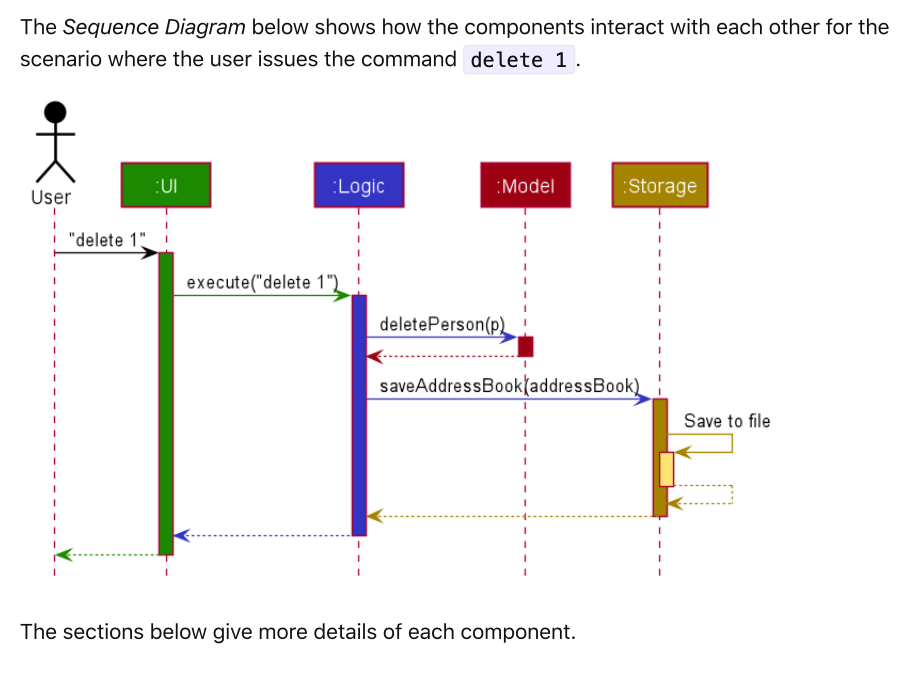 The Sequence Diagram below shows how the components interact with each other for the
scenario where the user issues the command delete 1.
User
:UI
:Logic
:Model
:Storage
"delete 1"
execute("delete 1")
deletePerson(p)
saveAddressBook(addressBook)
Save to file
The sections below give more details of each component.